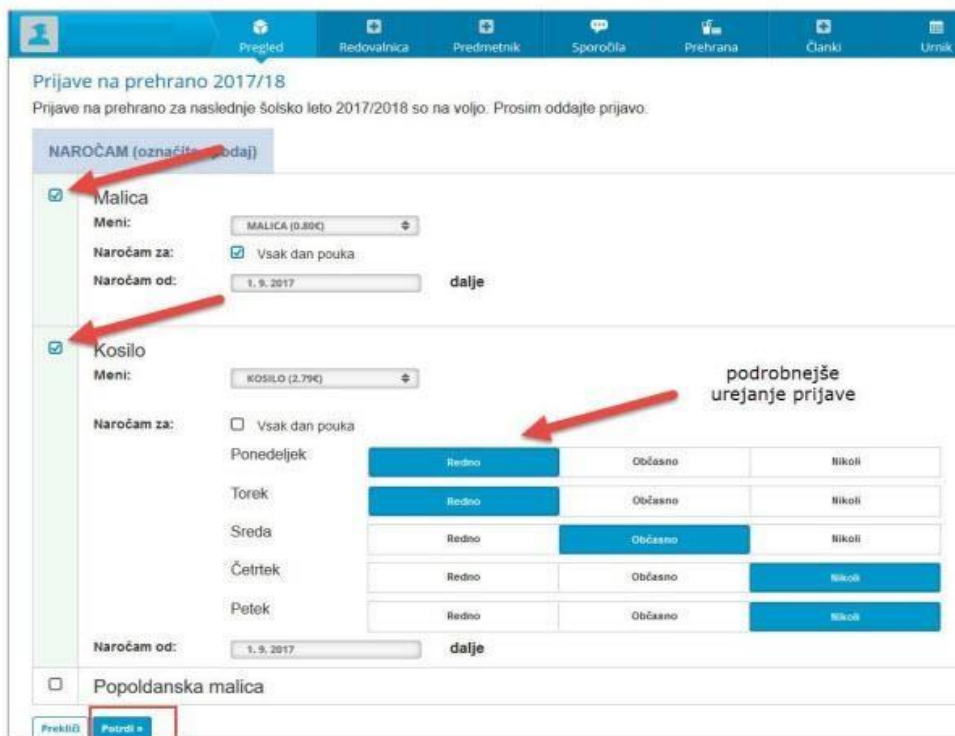 Pregled Redovalnica Predmetnik Sporočila Prehrana Članki Urnik
Prijave na prehrano 2017/18
Prijave na prehrano za naslednje šolsko leto 2017/2018 so na voljo. Prosim oddajte prijavo.
NAROČAM (označite podaj)
Malica
Meni: MALICA (0.80€)
Naročam za: Vsak dan pouka
Naročam od: 1. 9. 2017 dalje
Kosilo
Meni: KOSILO (2.79€)
podrobnejše
urejanje prijave
Naročam za: Vsak dan pouka
Ponedeljek Redno Občasno Nikoli
Torek Redno Občasno Nikoli
Sreda Redno Občasno Nikoli
Četrtek Redno Občasno Nikoli
Petek Redno Občasno Nikoli
Naročam od: 1. 9. 2017 dalje
Popoldanska malica
Prekliči Potrdi »